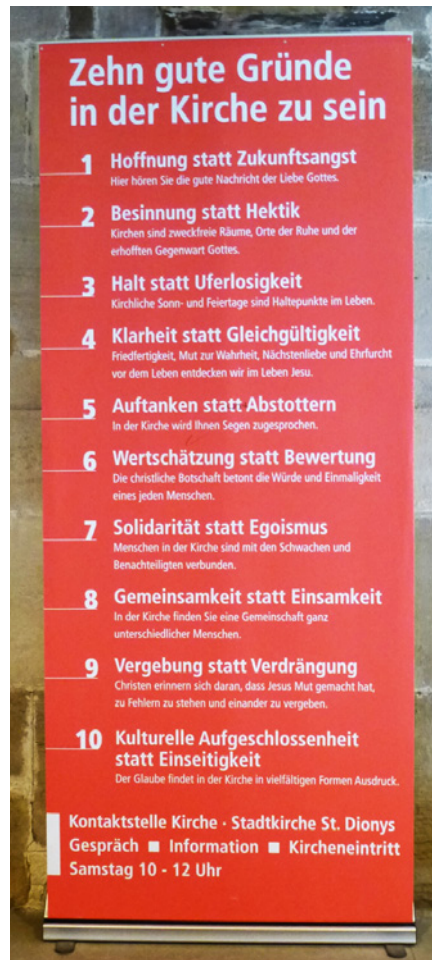 Zehn gute Gründe
in der Kirche zu sein
1 Hoffnung statt Zukunftsangst
Hier hören Sie die gute Nachricht der Liebe Gottes.
2 Besinnung statt Hektik
Kirchen sind zweckfreie Räume, Orte der Ruhe und der
erhofften Gegenwart Gottes.
3 Halt statt Uferlosigkeit
Kirchliche Sonn- und Feiertage sind Haltepunkte im Leben.
4 Klarheit statt Gleichgültigkeit
Friedfertigkeit, Mut zur Wahrheit, Nächstenliebe und Ehrfurcht
vor dem Leben entdecken wir im Leben Jesu.
5 Auftanken statt Abstottern
In der Kirche wird Ihnen Segen zugesprochen.
6 Wertschätzung statt Bewertung
Die christliche Botschaft betont die Würde und Einmaligkeit
eines jeden Menschen.
7 Solidarität statt Egoismus
Menschen in der Kirche sind mit den Schwachen und
Benachteiligten verbunden.
8 Gemeinsamkeit statt Einsamkeit
In der Kirche finden Sie eine Gemeinschaft ganz
unterschiedlicher Menschen.
9 Vergebung statt Verdrängung
Christen erinnern sich daran, dass Jesus Mut gemacht hat,
zu Fehlern zu stehen und einander zu vergeben.
10 Kulturelle Aufgeschlossenheit
statt Einseitigkeit
Der Glaube findet in der Kirche in vielfältigen Formen Ausdruck.
Kontaktstelle Kirche · Stadtkirche St. Dionys
Gespräch ■ Information ■ Kircheneintritt
Samstag 10 - 12 Uhr